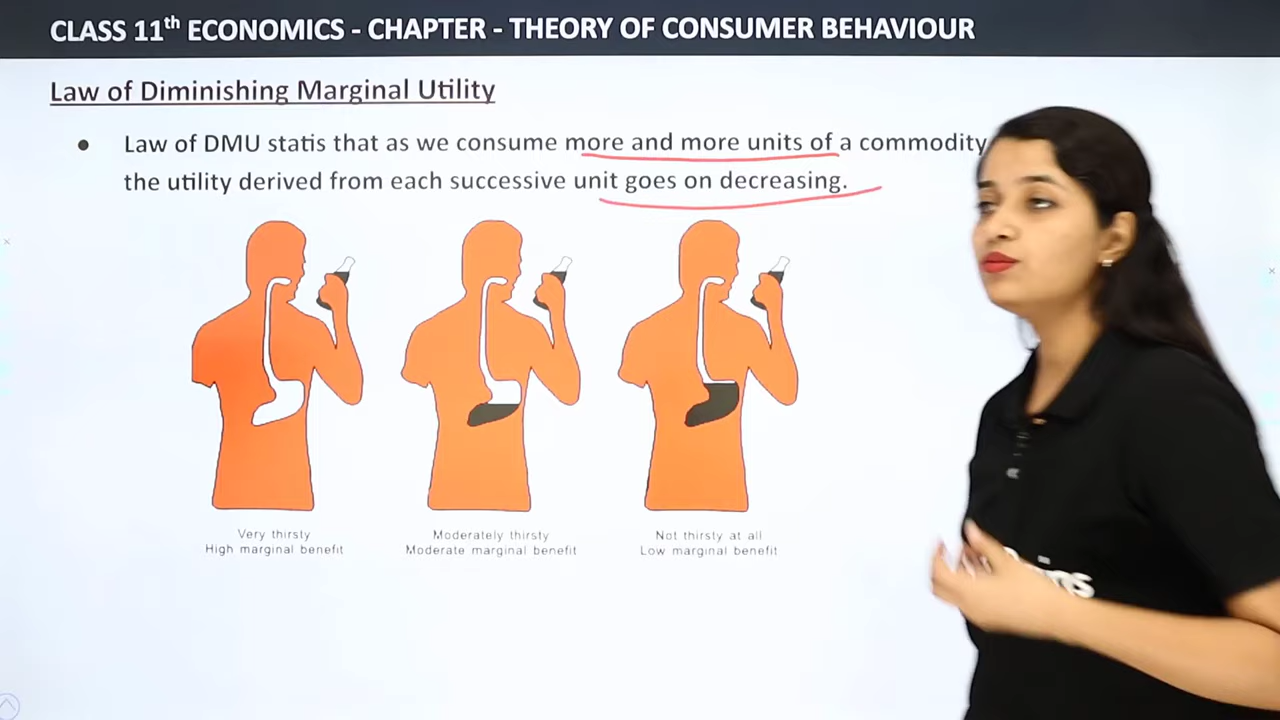 CLASS 11th ECONOMICS - CHAPTER - THEORY OF CONSUMER BEHAVIOUR
Law of Diminishing Marginal Utility
● Law of DMU statis that as we consume more and more units of a commodity
the utility derived from each successive unit goes on decreasing.
Very thirsty
High marginal benefit
Moderately thirsty
Moderate marginal benefit
Not thirsty at all
Low marginal benefit